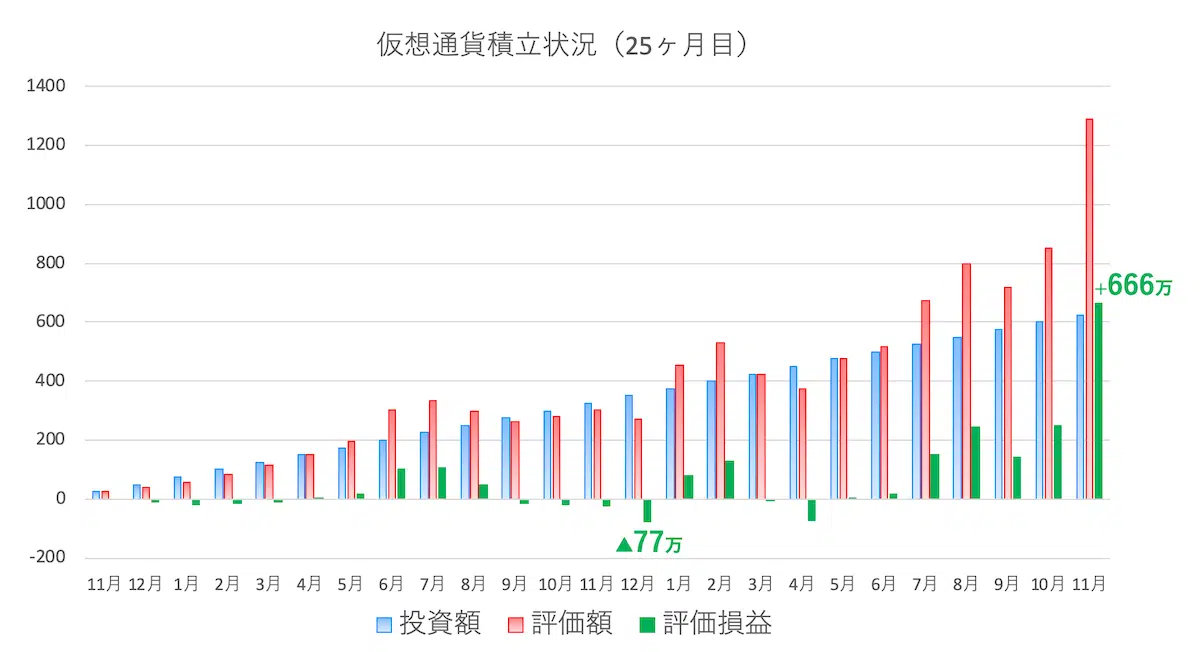 仮想通貨積立状況（25ヶ月目）
1400
1200
1000
800
600
400
200
0
-200
+666万
▲77万
11月 12月 1月 2月 3月 4月 5月 6月 7月 8月 9月 10月 11月 12月 1月 2月 3月 4月 5月 6月 7月 8月 9月 10月 11月
投資額 評価額 評価損益